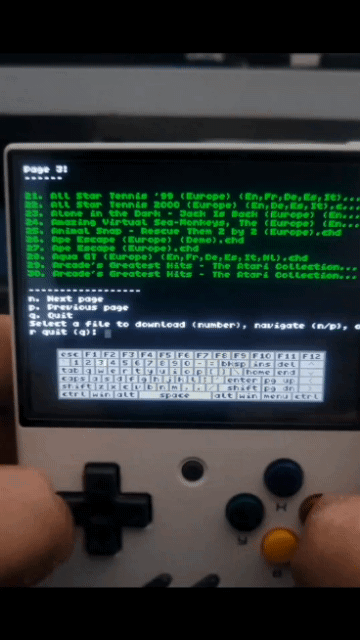 Page 3:
------
21. All Star Tennis '99 (Europe) (En,Fr,De,Es,It)...
22. All Star Tennis 2000 (Europe) (En,De,Es,It).c...
23. Alone in the Dark - Jack Is Back (Europe) (En...
24. Amazing Virtual Sea-Monkeys, The (Europe) (En...
25. Animal Snap - Rescue Them 2 by 2 (Europe).chd
26. Ape Escape (Europe) (Demo).chd
27. Ape Escape (Europe).chd
28. (Europe) (En,Fr,De,Es,It,Nl).chd
29. Arcade's Greatest Hits - The Atari Collection...
30. Arcade's Greatest Hits - The Atari Collection...
------------------
n. Next page
p. Previous page
q. Quit
Select a file to download (number), navigate (n/p), o
r quit (q):
esc F1 F2 F3 F4 F5 F6 F7 F8 F9 F10 F11 F12
` 1 2 3 4 5 6 7 8 9 0 - = bksp ins del ^
tab q w e r t y u i o p [ ] \ home end
caps a s d f g h j k l ; ' enter pg up
shift z x c v b n m , . / shift pg dn
ctrl win alt space alt win menu ctrl
X
Y
B